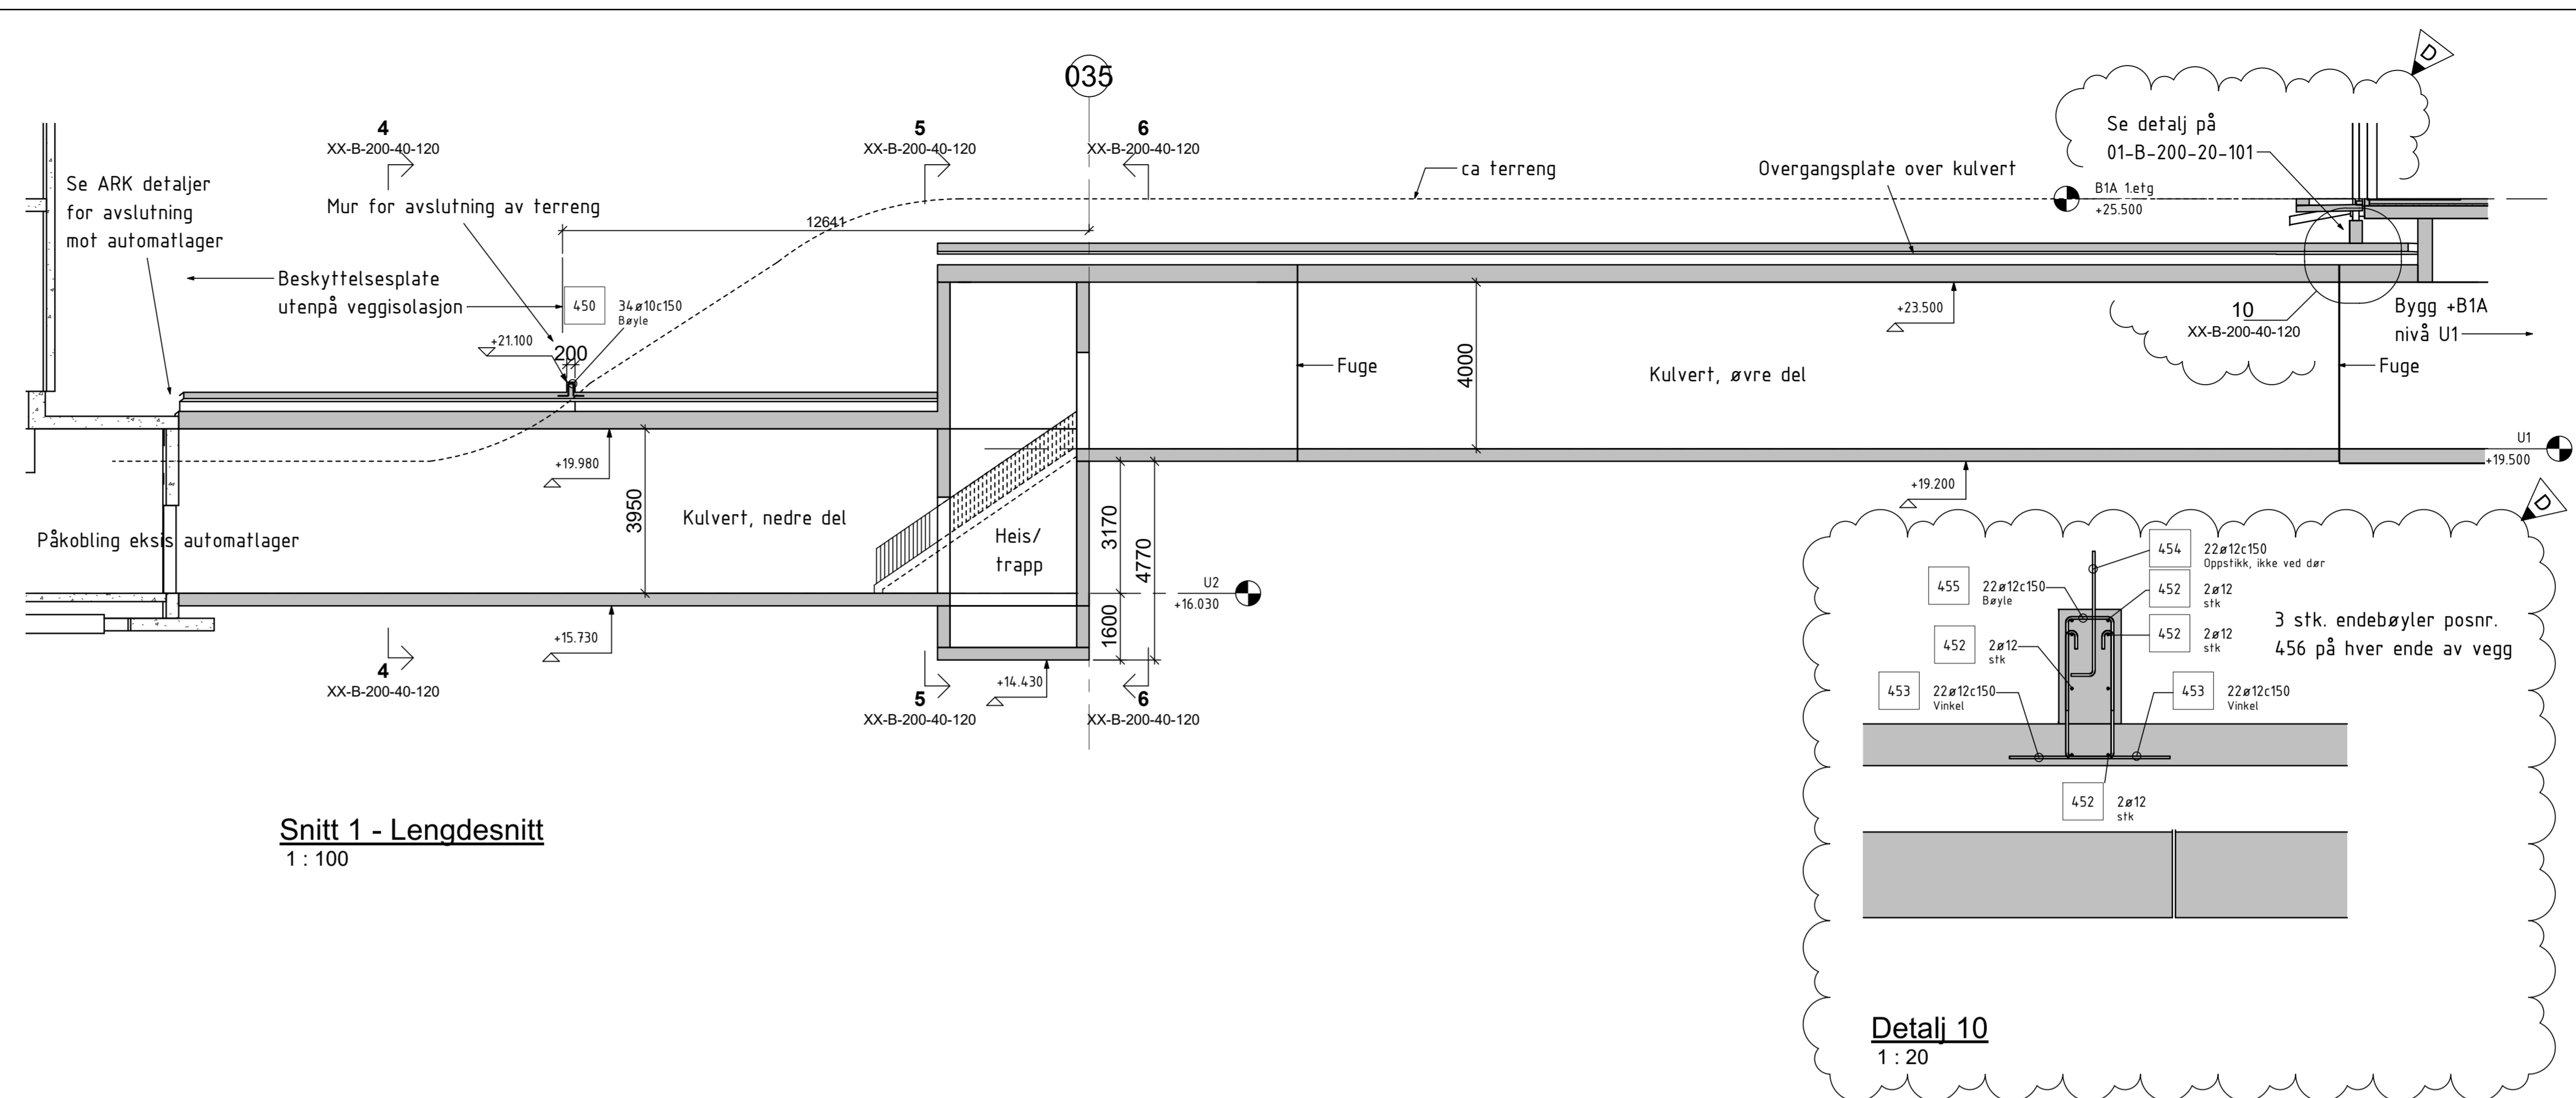 035
D
4
XX-B-200-40-120
5
XX-B-200-40-120
6
XX-B-200-40-120
Se detalj på
01-B-200-20-101
Se ARK detaljer
for avslutning
mot automatlager
Mur for avslutning av terreng
ca terreng
Overgangsplate over kulvert
B1A 1.etg
+25.500
12641
Beskyttelsesplate
utenpå veggisolasjon
450
34ø10c150
Bøyle
+21.100
200
+23.500
10
XX-B-200-40-120
Bygg +B1A
nivå U1
Fuge
4000
Kulvert, øvre del
Fuge
U1
+19.500
+19.980
+19.200
3950
Kulvert, nedre del
Påkobling eksis automatlager
Heis/
trapp
3170
4770
1600
U2
+16.030
+15.730
+14.430
4
XX-B-200-40-120
5
XX-B-200-40-120
6
XX-B-200-40-120
Snitt 1 - Lengdesnitt
1 : 100
D
454
22ø12c150
Oppstikk, ikke ved dør
455
22ø12c150
Bøyle
452
2ø12
stk
452
2ø12
stk
452
2ø12
stk
3 stk. endebøyler posnr.
456 på hver ende av vegg
453
22ø12c150
Vinkel
453
22ø12c150
Vinkel
452
2ø12
stk
Detalj 10
1 : 20